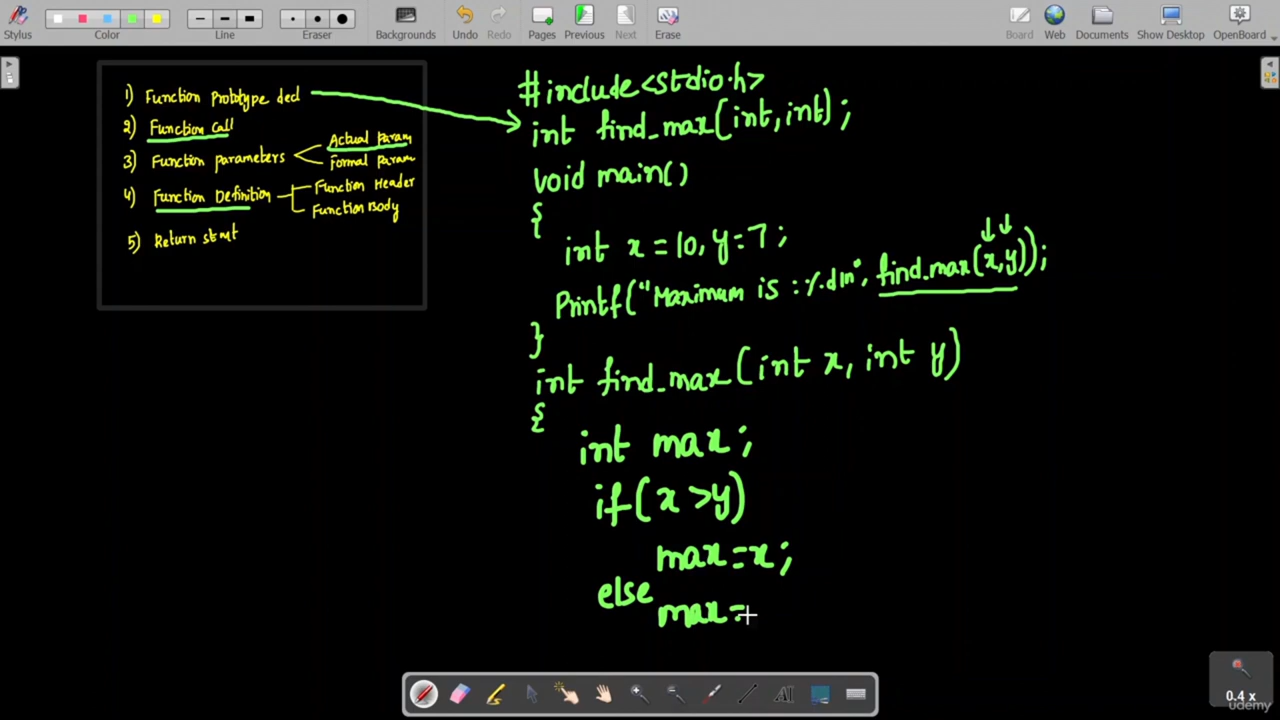 Stylus
Color
Line
Eraser
Backgrounds
Undo
Redo
Pages
Previous
Next
Erase
Board
Web
Documents
Show Desktop
OpenBoard
1) Function Prototype decl
2) Function Call
3) Function parameters
Actual Param
Formal Param
4) Function Definition
Function Header
Function Body
5) Return stmt
#include<stdio.h>
int find_max(int,int);
void main()
{
int x=10,y=7;
Printf("Maximum is :%d\n", find_max(x,y));
}
int find_max(int x, int y)
{
int max;
if(x>y)
max=x;
else
max=
0.4 x
udemy